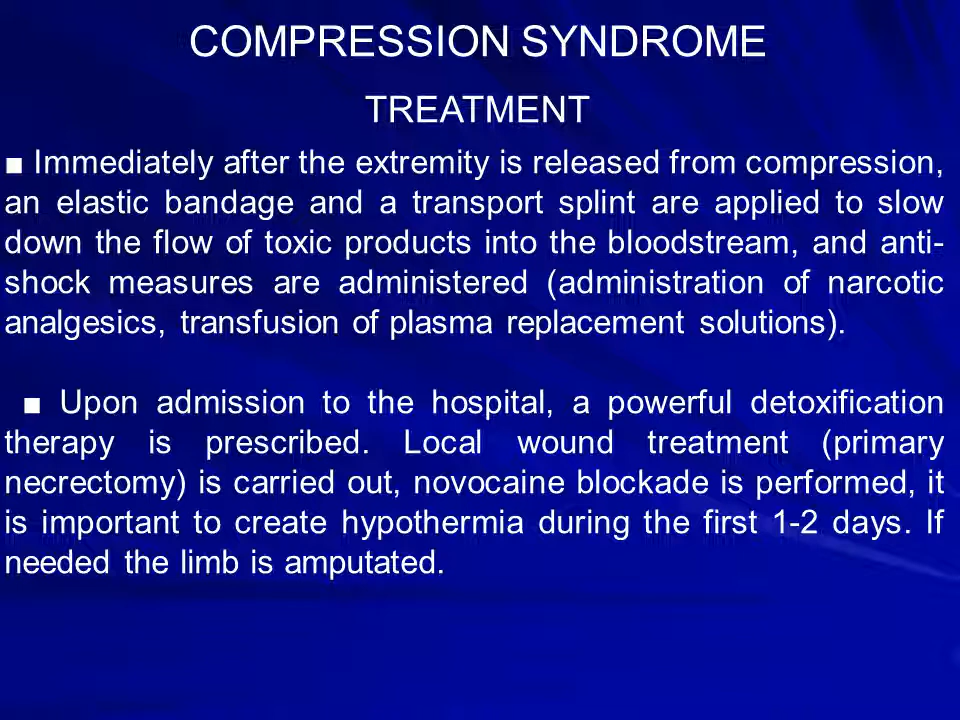 COMPRESSION SYNDROME
TREATMENT
■ Immediately after the extremity is released from compression,
an elastic bandage and a transport splint are applied to slow
down the flow of toxic products into the bloodstream, and anti-
shock measures are administered (administration of narcotic
analgesics, transfusion of plasma replacement solutions).
■ Upon admission to the hospital, a powerful detoxification
therapy is prescribed. Local wound treatment (primary
necrectomy) is carried out, novocaine blockade is performed, it
is important to create hypothermia during the first 1-2 days. If
needed the limb is amputated.